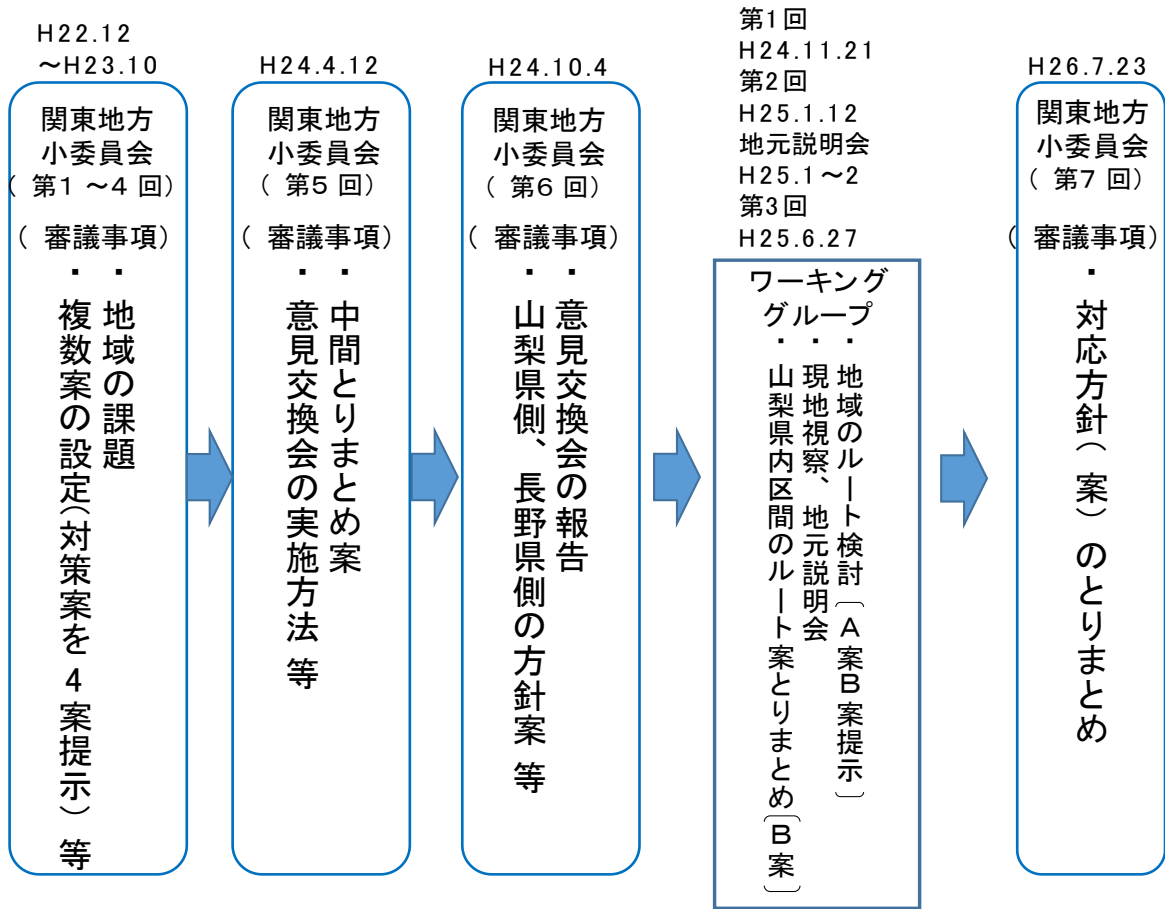 H22.12
～H23.10
関東地方
小委員会
（ 第1～4回）
（ 審議事項）
・地域の課題
・複数案の設定（対策案を4案提示）等
H24.4.12
関東地方
小委員会
（ 第5回）
（ 審議事項）
・中間とりまとめ案
・意見交換会の実施方法 等
H24.10.4
関東地方
小委員会
（ 第6回）
（ 審議事項）
・意見交換会の報告
・山梨県側、長野県側の方針案 等
第1回
H24.11.21
第2回
H25.1.12
地元説明会
H25.1～2
第3回
H25.6.27
ワーキング
グループ
・地域のルート検討〔A案B案提示〕
・現地視察、地元説明会
・山梨県内区間のルート案とりまとめ〔B案〕
H26.7.23
関東地方
小委員会
（ 第7回）
（ 審議事項）
・対応方針（案）のとりまとめ